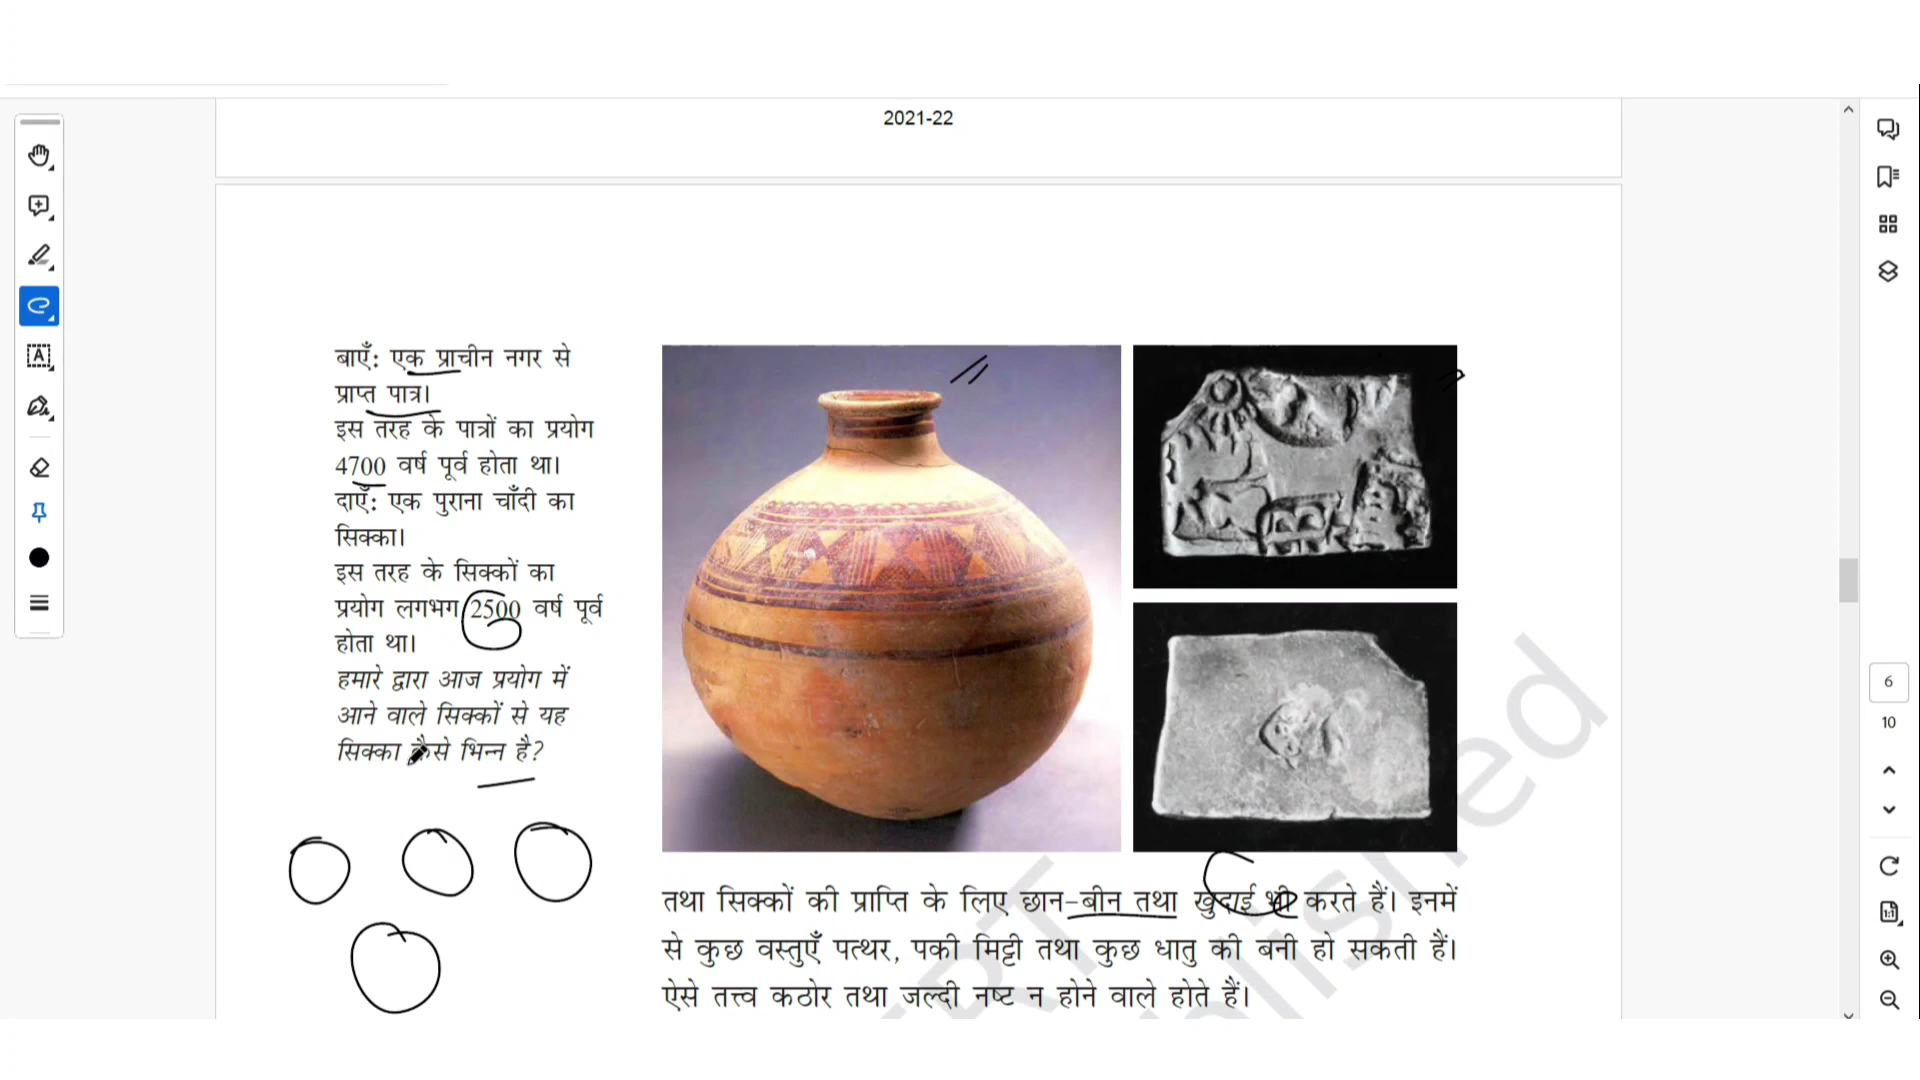 2021-22
बाएँ: एक प्राचीन नगर से
प्राप्त पात्र।
इस तरह के पात्रों का प्रयोग
4700 वर्ष पूर्व होता था।
दाएँ: एक पुराना चाँदी का
सिक्का।
इस तरह के सिक्कों का
प्रयोग लगभग 2500 वर्ष पूर्व
होता था।
हमारे द्वारा आज प्रयोग में
आने वाले सिक्कों से यह
सिक्का कैसे भिन्न है?
तथा सिक्कों की प्राप्ति के लिए छान-बीन तथा खुदाई भी करते हैं। इनमें
से कुछ वस्तुएँ पत्थर, पकी मिट्टी तथा कुछ धातु की बनी हो सकती हैं।
ऐसे तत्त्व कठोर तथा जल्दी नष्ट न होने वाले होते हैं।
6
10